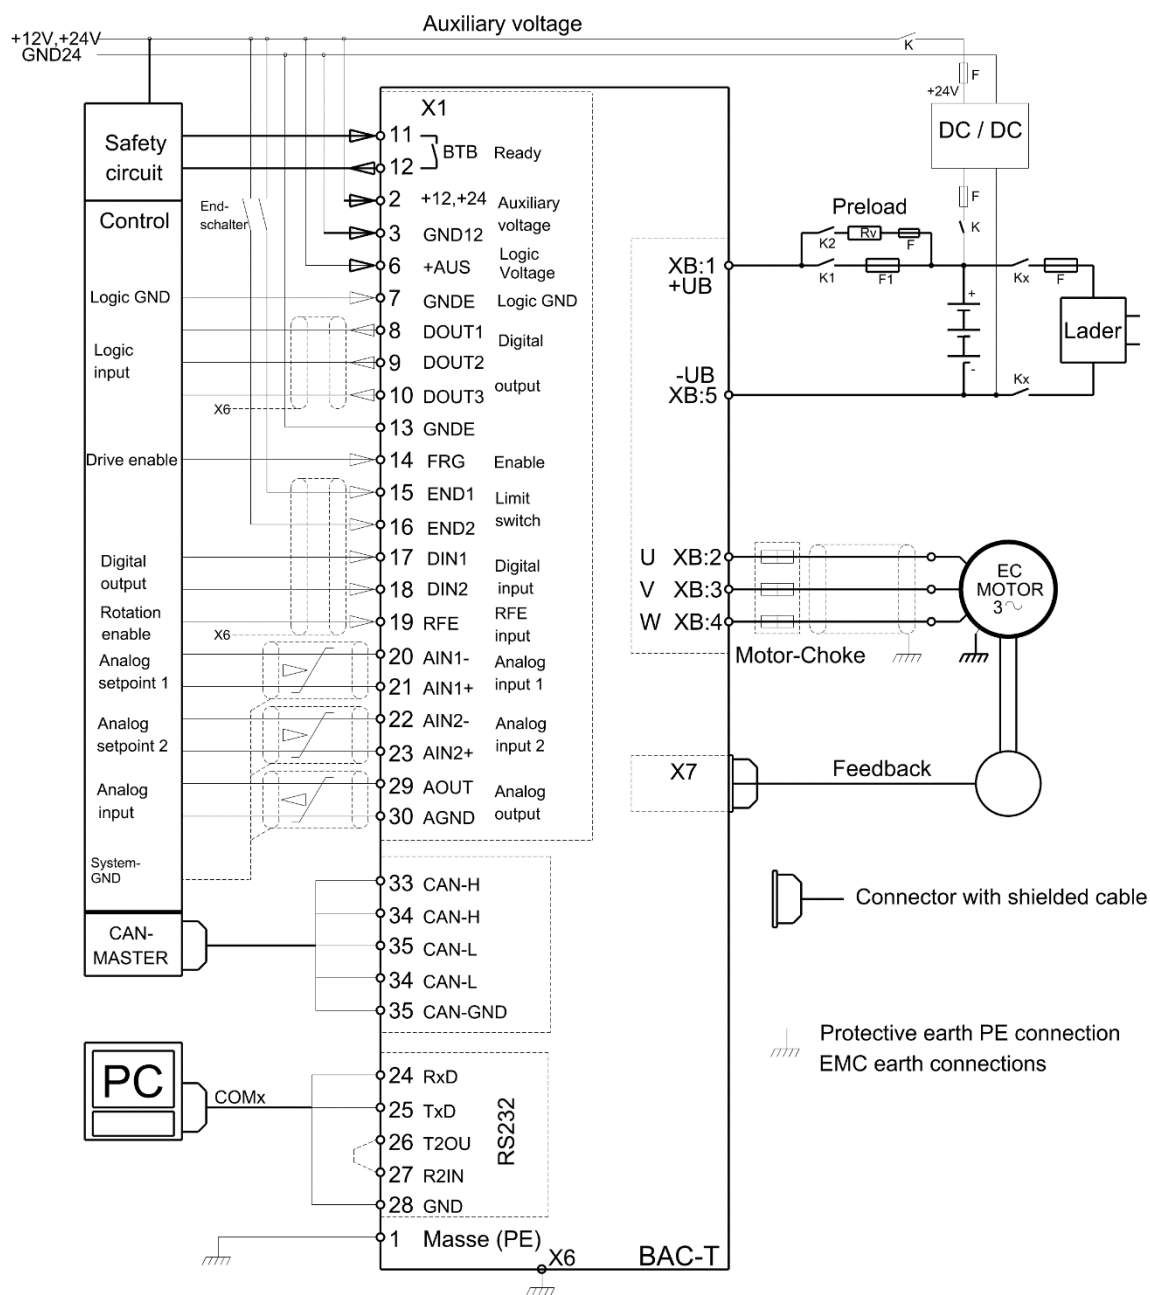 Auxiliary voltage
+12V,+24V
GND24
K
F
+24V
DC / DC
F
K
X1
Safety
circuit
11
12
BTB
Ready
2 +12,+24
Auxiliary
voltage
3 GND12
6 +AUS
Logic
Voltage
7 GNDE
Logic GND
8 DOUT1
9 DOUT2
10 DOUT3
Digital
output
13 GNDE
14 FRG
Enable
15 END1
16 END2
Limit
switch
17 DIN1
18 DIN2
Digital
input
19 RFE
RFE
input
20 AIN1-
21 AIN1+
Analog
input 1
22 AIN2-
23 AIN2+
Analog
input 2
29 AOUT
30 AGND
Analog
output
Control
End-
schalter
Logic GND
Logic
input
X6
Drive enable
Digital
output
Rotation
enable
X6
Analog
setpoint 1
Analog
setpoint 2
Analog
input
System-
GND
CAN-
MASTER
33 CAN-H
34 CAN-H
35 CAN-L
34 CAN-L
35 CAN-GND
PC
COMx
24 RxD
25 TxD
26 T2OU
27 R2IN
28 GND
RS232
1 Masse (PE)
X6
BAC-T
Preload
K2
Rv
F
K1
F1
Kx
F
Lader
Kx
+
-
XB:1
+UB
-UB
XB:5
U XB:2
V XB:3
W XB:4
Motor-Choke
EC
MOTOR
3
X7
Feedback
Connector with shielded cable
Protective earth PE connection
EMC earth connections